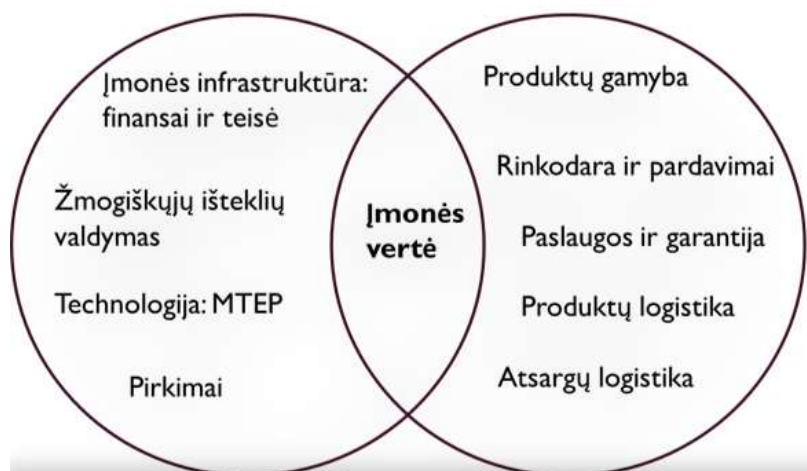 Įmonės infrastruktūra:
finansai ir teisė
Žmogiškųjų išteklių
valdymas
Technologija: MTEP
Pirkimai
Įmonės
vertė
Produktų gamyba
Rinkodara ir pardavimai
Paslaugos ir garantija
Produktų logistika
Atsargų logistika